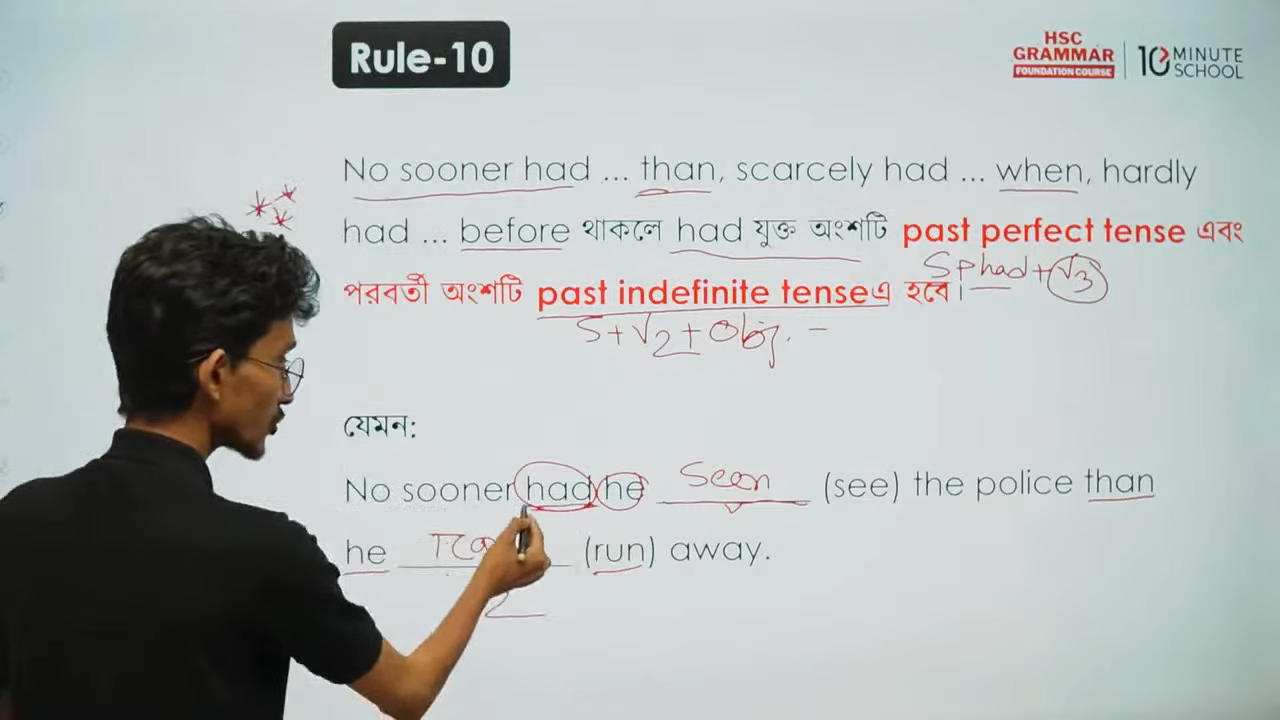 Rule-10
HSC
GRAMMAR
FOUNDATION COURSE
10 MINUTE
SCHOOL
No sooner had ... than, scarcely had ... when, hardly
had ... before থাকলে had যুক্ত অংশটি past perfect tense এবং
S had + V3
পরবর্তী অংশটি past indefinite tenseএ হবে।
S+V2+Obj.
যেমন:
No sooner had he seen (see) the police than
he (run) away.
2